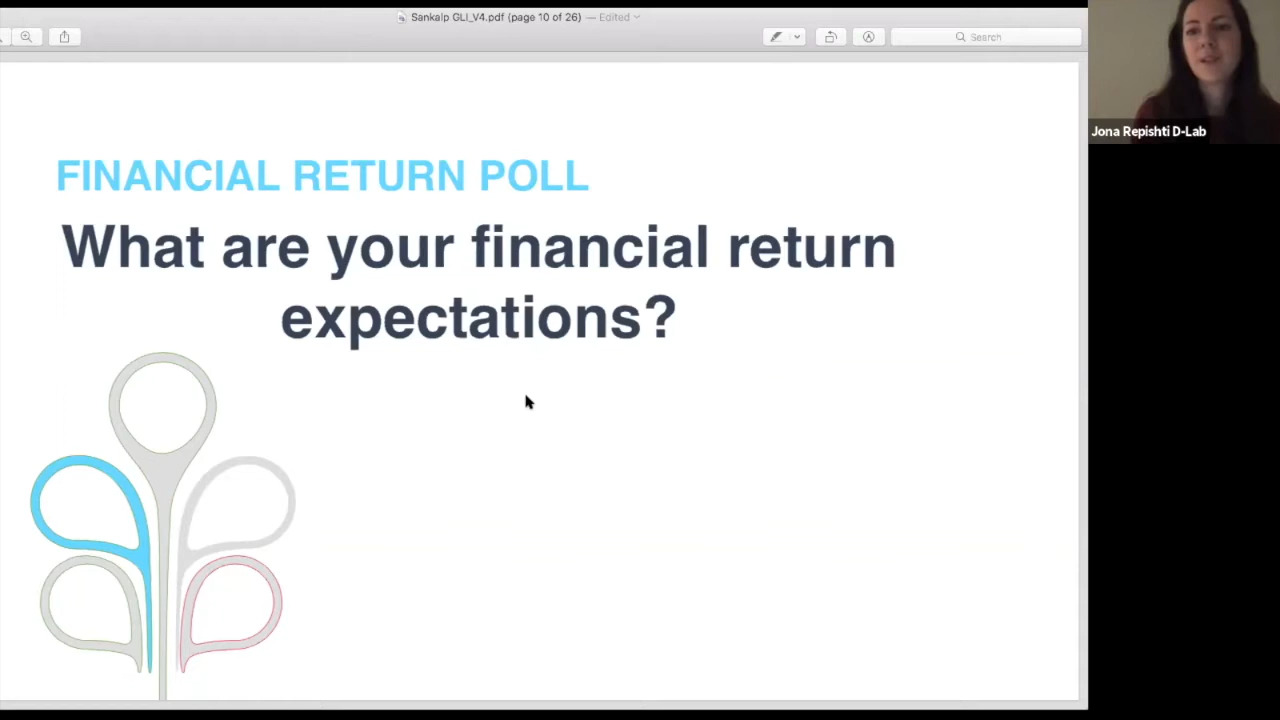 Sankalp GLI_V4.pdf (page 10 of 26) — Edited
Search
Jona Repishti D-Lab
FINANCIAL RETURN POLL
What are your financial return
expectations?